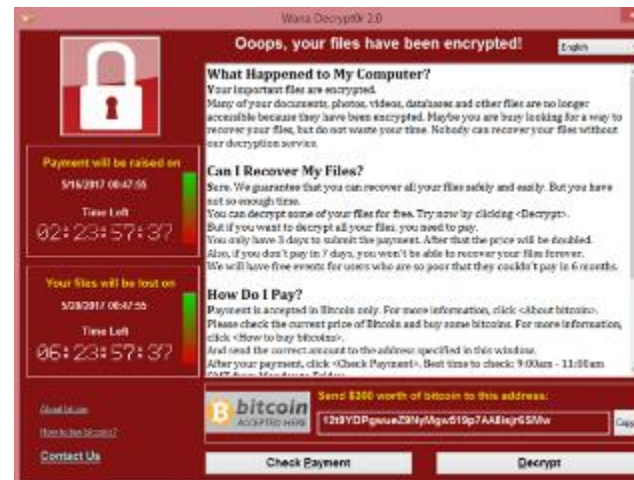 Wana Decrypt0r 2.0
Ooops, your files have been encrypted!
English
What Happened to My Computer?
Your important files are encrypted.
Many of your documents, photos, videos, databases and other files are no longer
accessible because they have been encrypted. Maybe you are busy looking for a way to
recover your files, but do not waste your time. Nobody can recover your files without
our decryption service.
Can I Recover My Files?
Sure. We guarantee that you can recover all your files safely and easily. But you have
not so enough time.
You can decrypt some of your files for free. Try now by clicking <Decrypt>.
But if you want to decrypt all your files, you need to pay.
You only have 3 days to submit the payment. After that the price will be doubled.
Also, if you don't pay in 7 days, you won't be able to recover your files forever.
We will have free events for users who are so poor that they couldn't pay in 6 months.
How Do I Pay?
Payment is accepted in Bitcoin only. For more information, click <About bitcoin>.
Please check the current price of Bitcoin and buy some bitcoins. For more information,
click <How to buy bitcoins>.
And send the correct amount to the address specified in this window.
After your payment, click <Check Payment>. Best time to check: 9:00am - 11:00am
Payment will be raised on
5/16/2017 00:47:55
Time Left
02:23:57:37
Your files will be lost on
5/20/2017 00:47:55
Time Left
06:23:57:37
About bitcoin
How to buy bitcoins?
Contact Us
bitcoin
ACCEPTED HERE
Send $300 worth of bitcoin to this address:
Copy
Check Payment
Decrypt